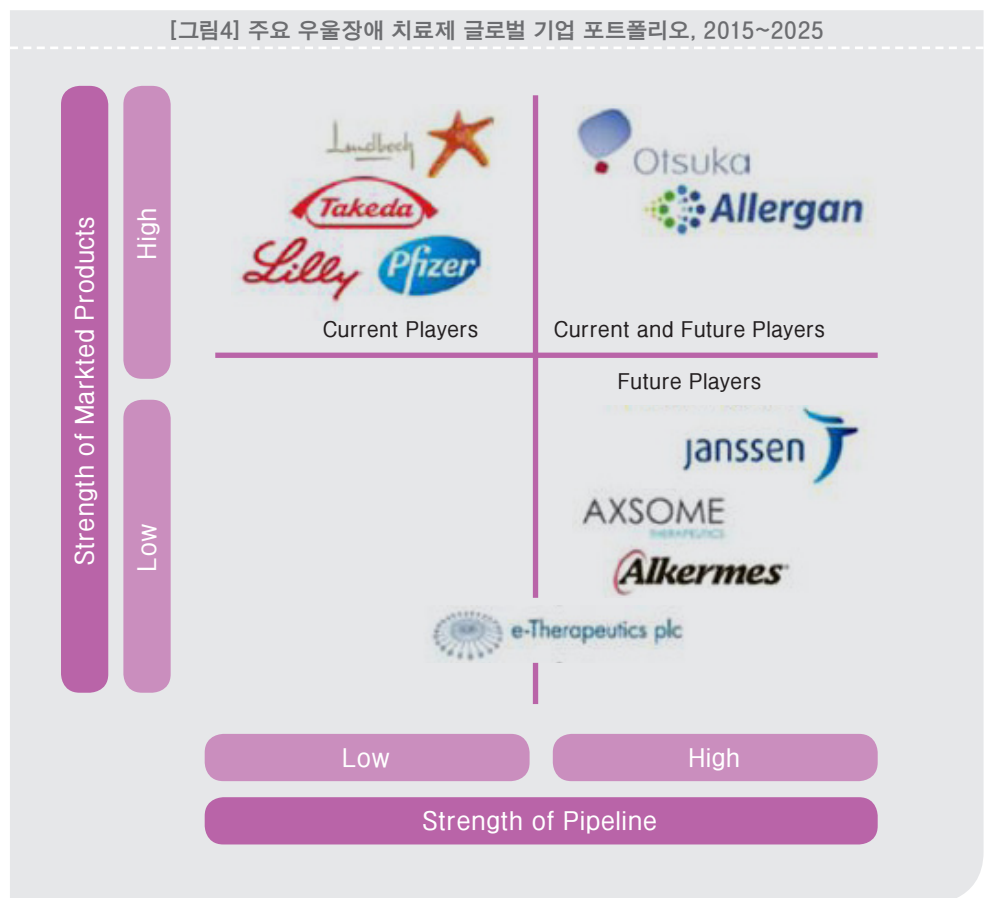 [그림4] 주요 우울장애 치료제 글로벌 기업 포트폴리오, 2015~2025
Strength of Markted Products
High
Low
Lundbeck
Takeda
Lilly
Pfizer
Current Players
Otsuka
Allergan
Current and Future Players
Future Players
janssen
AXSOME
THERAPEUTICS
Alkermes
e-Therapeutics plc
Low
High
Strength of Pipeline